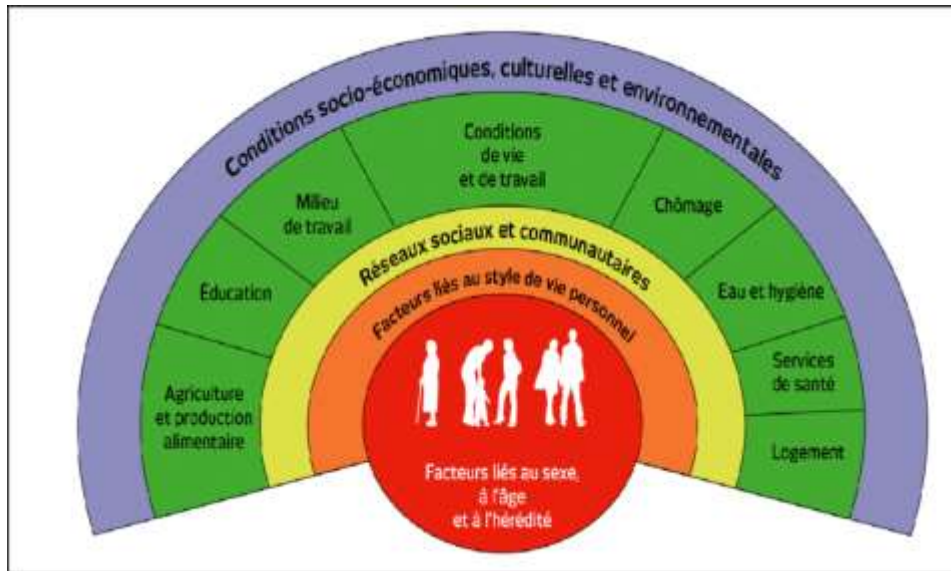 Conditions socio-économiques, culturelles et environnementales
Conditions
de vie
et de travail
Milieu
de travail
Chômage
Réseaux sociaux et communautaires
Éducation
Facteurs liés au style de vie personnel
Eau et hygiène
Agriculture
et production
alimentaire
Services
de santé
Logement
Facteurs liés au sexe,
à l'âge
et à l'hérédité